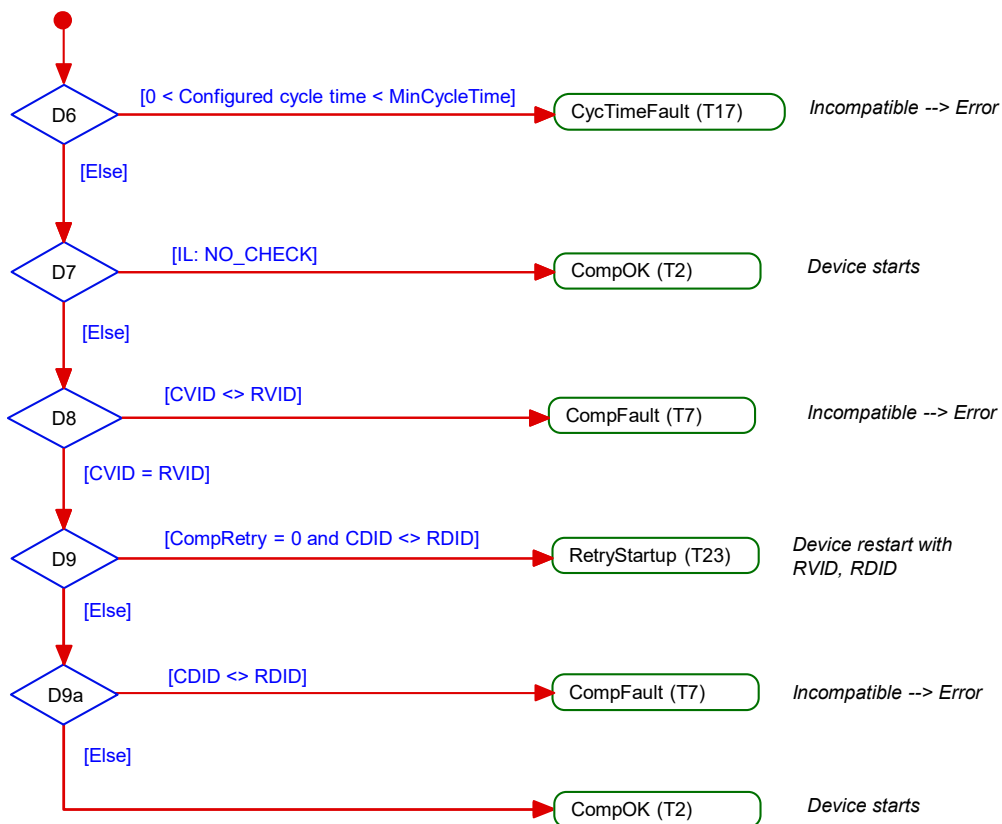 [0 < Configured cycle time < MinCycleTime]
D6
CycTimeFault (T17)
Incompatible --> Error
[Else]
[IL: NO_CHECK]
D7
CompOK (T2)
Device starts
[Else]
[CVID <> RVID]
D8
CompFault (T7)
Incompatible --> Error
[CVID = RVID]
[CompRetry = 0 and CDID <> RDID]
D9
RetryStartup (T23)
Device restart with
RVID, RDID
[Else]
[CDID <> RDID]
D9a
CompFault (T7)
Incompatible --> Error
[Else]
CompOK (T2)
Device starts